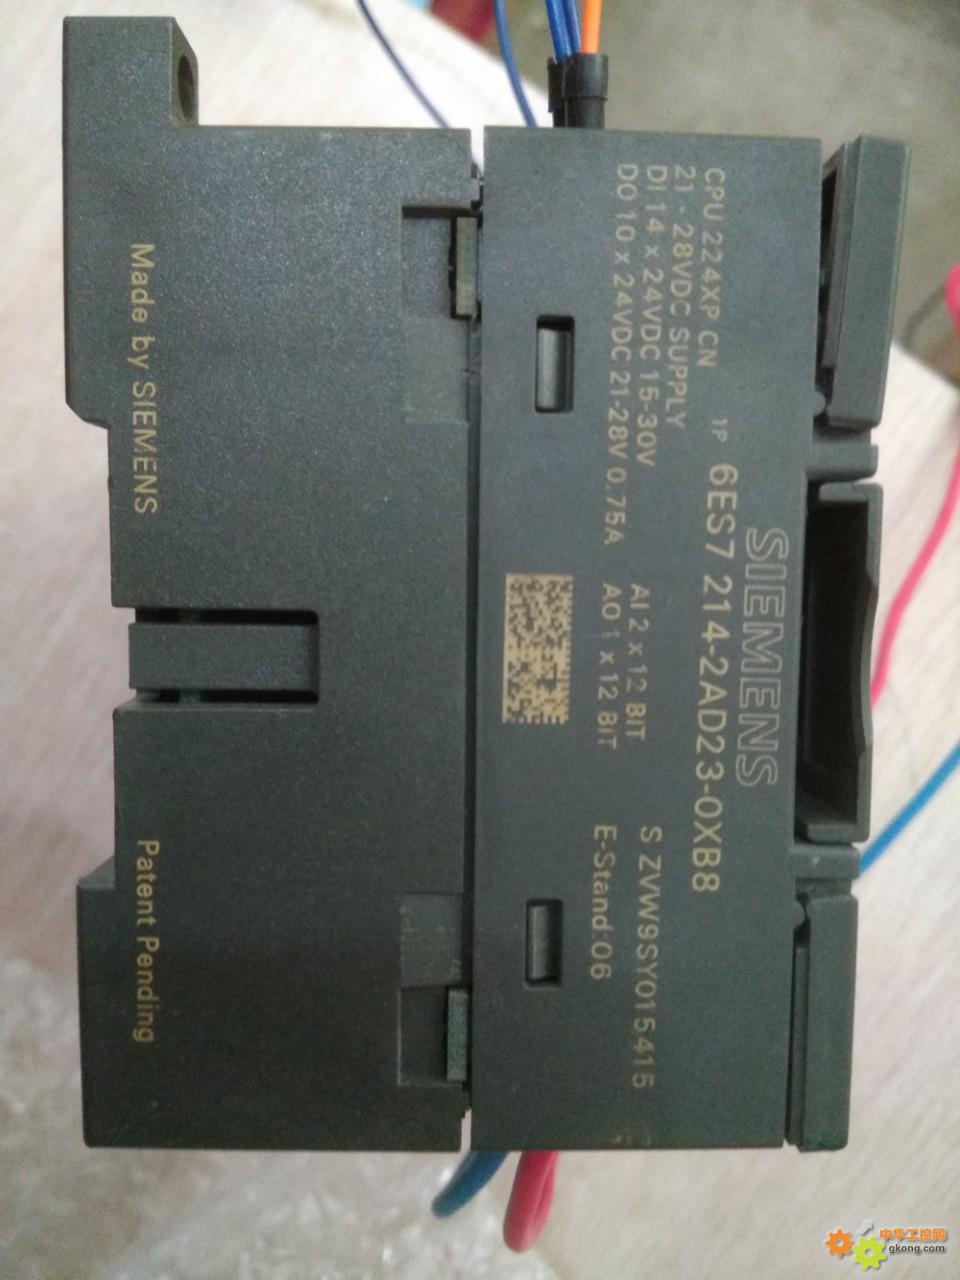 SIEMENS
CPU 224XP CN
1P 6ES7 214-2AD23-0XB8
21 - 28VDC SUPPLY
DI 14 x 24VDC 15-30V
DO 10 x 24VDC 21-28V 0.75A
AI 2 x 12 BIT
AO 1 x 12 BIT
S ZVW9SY015415
E-Stand:06
Made by SIEMENS
Patent Pending
中华工控网
gkong.com